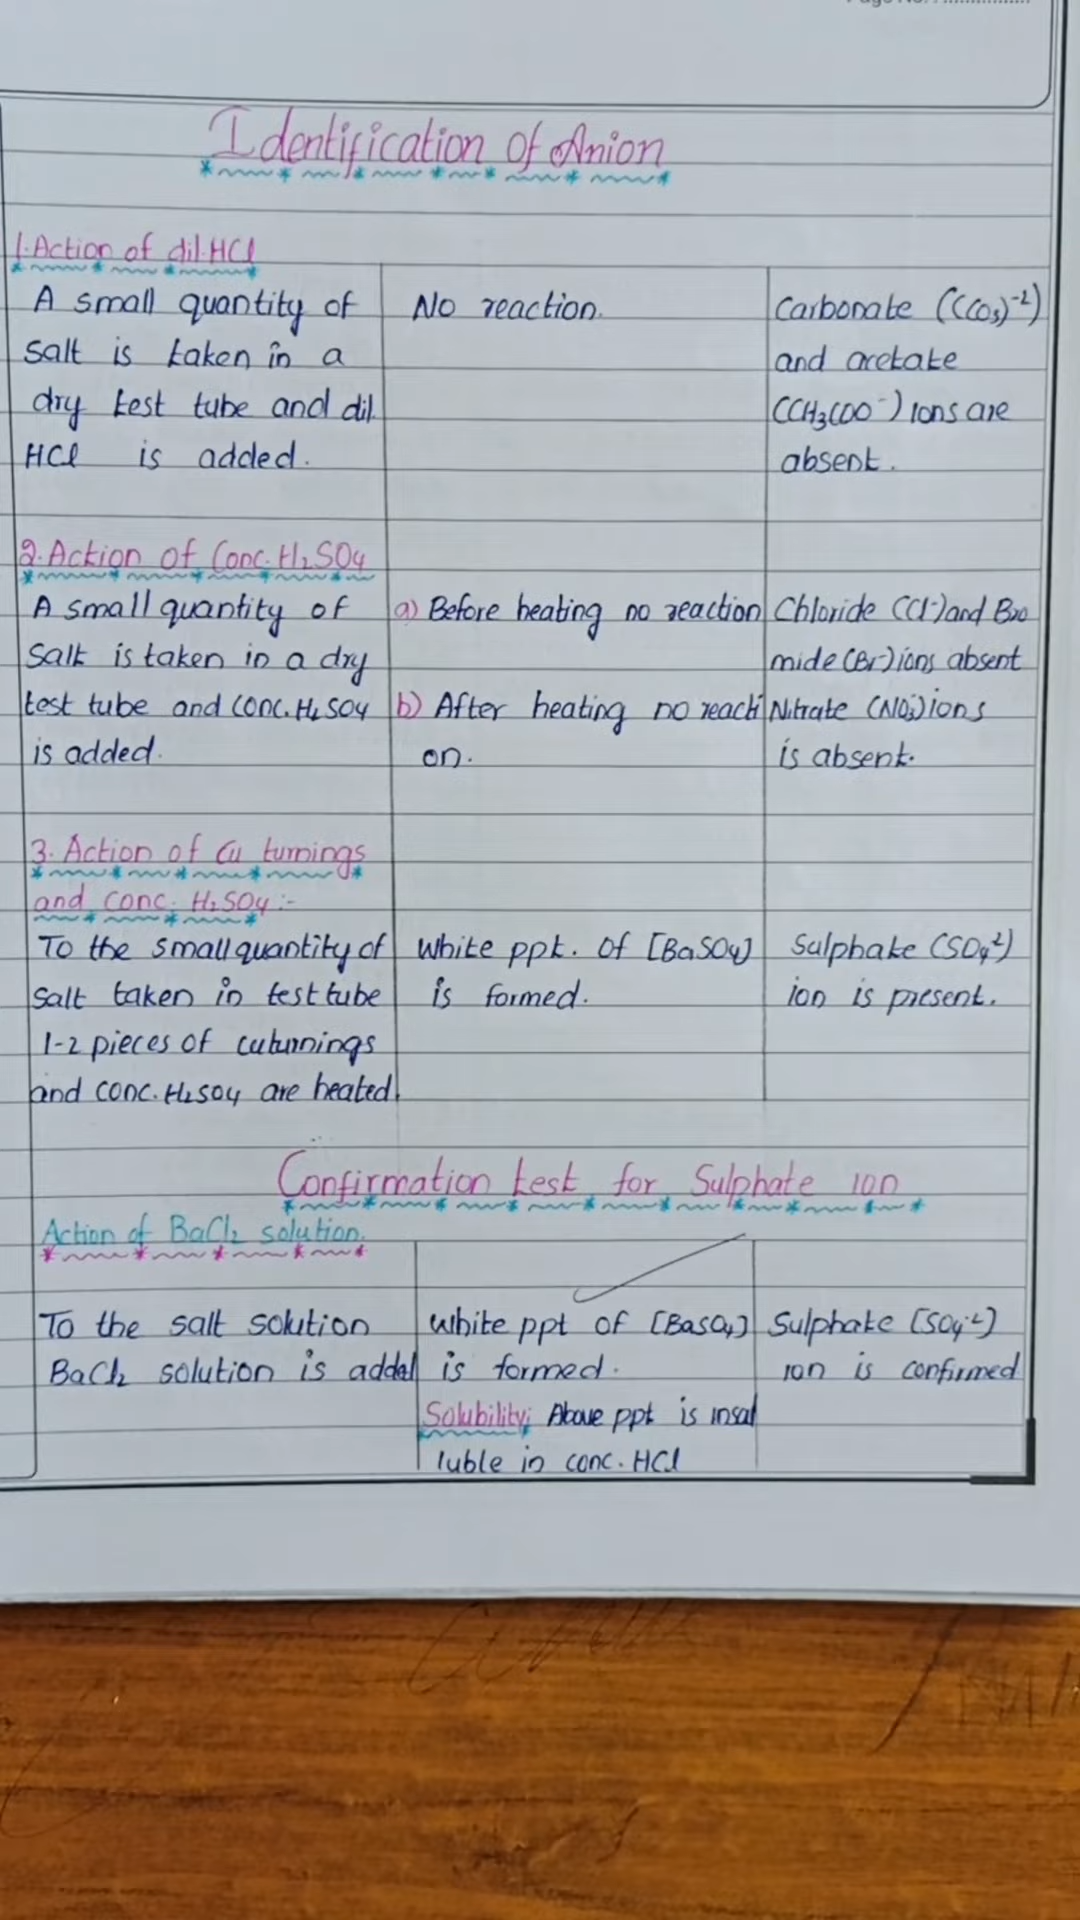 Page No.:
Identification of Anion
1. Action of dil. HCl
A small quantity of
salt is taken in a
dry test tube and dil.
HCl is added.
No reaction.
Carbonate ((CO₃)⁻²)
and acetate
(CH₃COO⁻) ions are
absent.
2. Action of Conc. H₂SO₄
A small quantity of
salt is taken in a dry
test tube and conc. H₂SO₄
is added.
a) Before heating no reaction
b) After heating no reacti
on.
Chloride (Cl⁻) and Bro
mide (Br⁻) ions absent
Nitrate (NO₃⁻) ions
is absent.
3. Action of Cu turnings
and conc. H₂SO₄:-
To the small quantity of
salt taken in test tube
1-2 pieces of cuturnings
and conc. H₂SO₄ are heated.
White ppt. of [BaSO₄]
is formed.
Sulphate (SO₄²)
ion is present.
Confirmation test for Sulphate ion
Action of BaCl₂ solution.
To the salt solution
BaCl₂ solution is added
White ppt of [BaSO₄]
is formed.
Solubility; Above ppt is insol
luble in conc. HCl
Sulphate [SO₄⁻²]
ion is confirmed